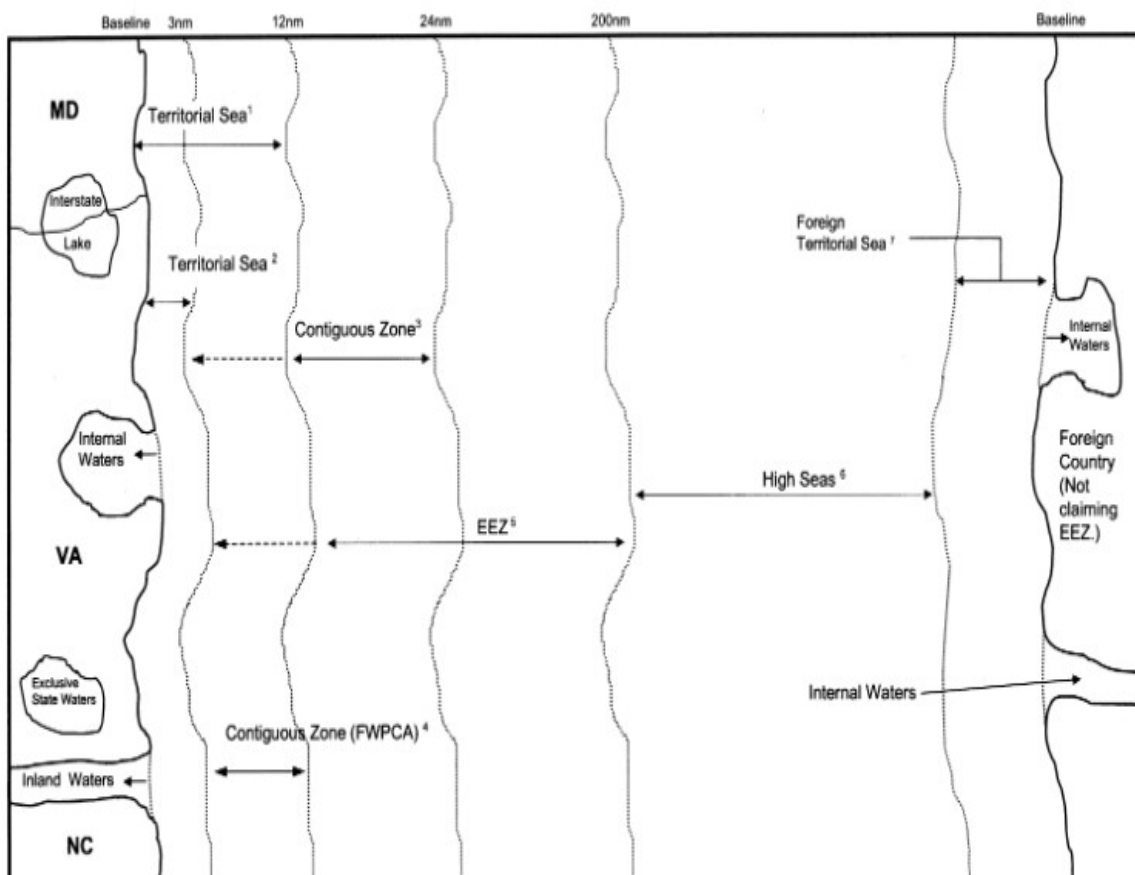 Baseline 3nm 12nm 24nm 200nm Baseline
MD
Territorial Sea¹
Interstate
Lake
Foreign
Territorial Sea ⁷
Territorial Sea ²
Contiguous Zone³
Internal
Waters
Internal
Waters
Foreign
Country
(Not
claiming
EEZ.)
High Seas ⁶
EEZ ⁵
VA
Exclusive
State Waters
Internal Waters
Contiguous Zone (FWPCA) ⁴
Inland Waters
NC